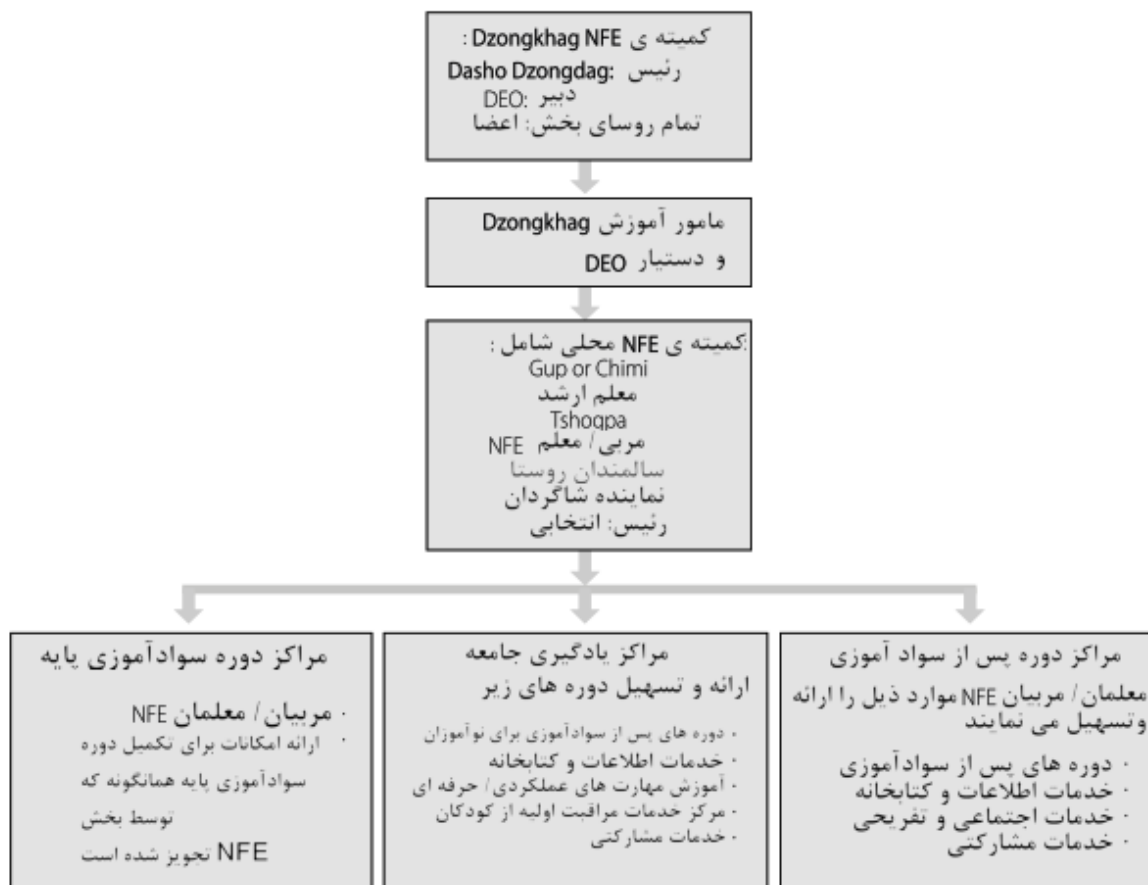 کمیته ی Dzongkhag NFE :
رئیس :Dasho Dzongdag
دبیر :DEO
تمام روسای بخش: اعضا
مامور آموزش Dzongkhag
و دستیار DEO
کمیته ی NFE محلی شامل :
Gup or Chimi
معلم ارشد
Tshogpa
مربی/ معلم NFE
سالمندان روستا
نماینده شاگردان
رئیس: انتخابی
مراکز دوره پس از سواد آموزی
معلمان/ مربیان NFE موارد ذیل را ارائه
وتسهیل می نمایند
· دوره های پس از سوادآموزی
· خدمات اطلاعات و کتابخانه
· خدمات اجتماعی و تفریحی
· خدمات مشارکتی
مراکز یادگیری جامعه
ارائه و تسهیل دوره های زیر
· دوره های پس از سوادآموزی برای نوآموزان
· خدمات اطلاعات و کتابخانه
· آموزش مهارت های عملکردی/ حرفه ای
· مرکز خدمات مراقبت اولیه از کودکان
· خدمات مشارکتی
مراکز دوره سوادآموزی پایه
· مربیان/ معلمان NFE
· ارائه امکانات برای تکمیل دوره
سوادآموزی پایه همانگونه که
توسط بخش
NFE تجویز شده است